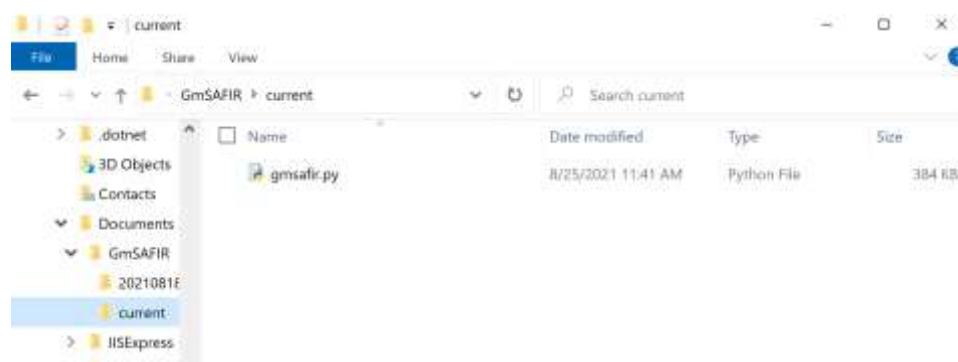 current
File Home Share View
GmSAFIR current Search current
.dotnet Name Date modified Type Size
3D Objects gmsafir.py 8/25/2021 11:41 AM Python File 384 KB
Contacts
Documents
GmSAFIR
current
IISExpress